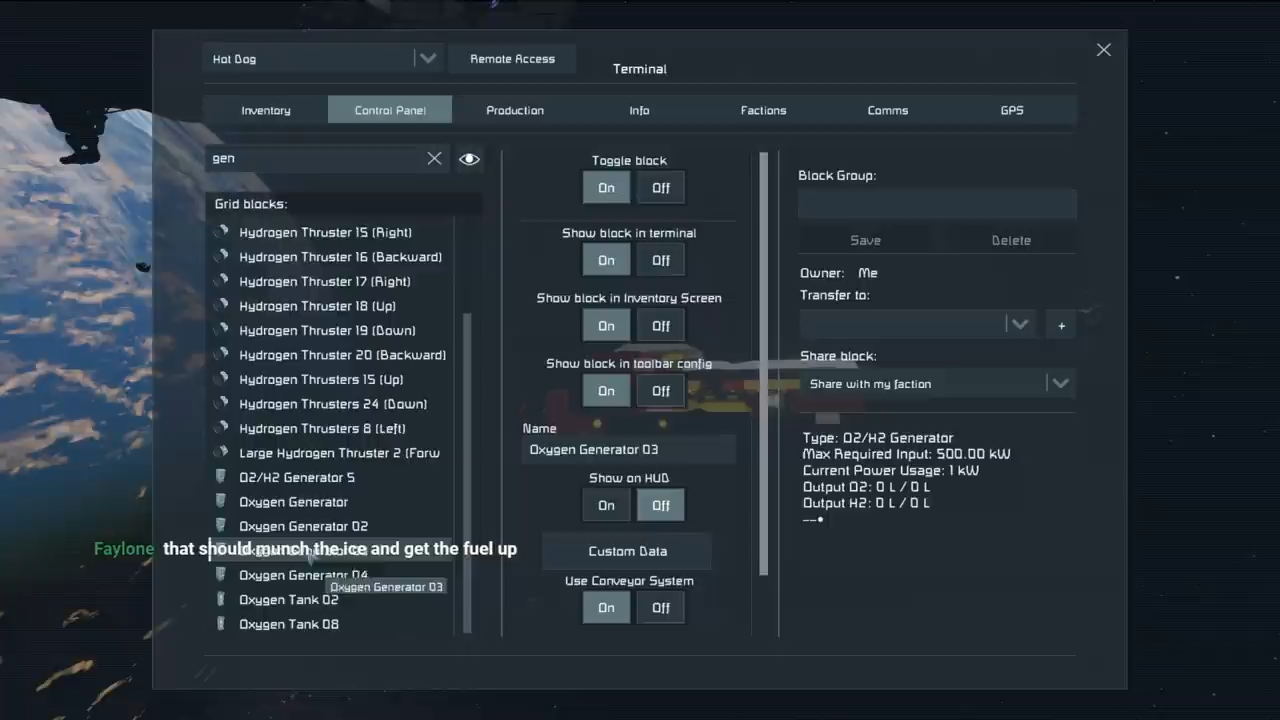 Hot Dog
Remote Access
Terminal
Inventory
Control Panel
Production
Info
Factions
Comms
GPS
gen
Grid blocks:
Hydrogen Thruster 15 (Right)
Hydrogen Thruster 16 (Backward)
Hydrogen Thruster 17 (Right)
Hydrogen Thruster 18 (Up)
Hydrogen Thruster 19 (Down)
Hydrogen Thruster 20 (Backward)
Hydrogen Thrusters 15 (Up)
Hydrogen Thrusters 24 (Down)
Hydrogen Thrusters 8 (Left)
Large Hydrogen Thruster 2 (Forw
O2/H2 Generator 5
Oxygen Generator
Oxygen Generator 02
Faylone that should munch the ice and get the fuel up
Oxygen Generator 04
Oxygen Generator 03
Oxygen Tank 02
Oxygen Tank 08
Toggle block
On Off
Show block in terminal
On Off
Show block in Inventory Screen
On Off
Show block in toolbar config
On Off
Name
Oxygen Generator 03
Show on HUD
On Off
Custom Data
Use Conveyor System
On Off
Block Group:
Save Delete
Owner: Me
Transfer to:
+
Share block:
Share with my faction
Type: O2/H2 Generator
Max Required Input: 500.00 kW
Current Power Usage: 1 kW
Output O2: 0 L / 0 L
Output H2: 0 L / 0 L